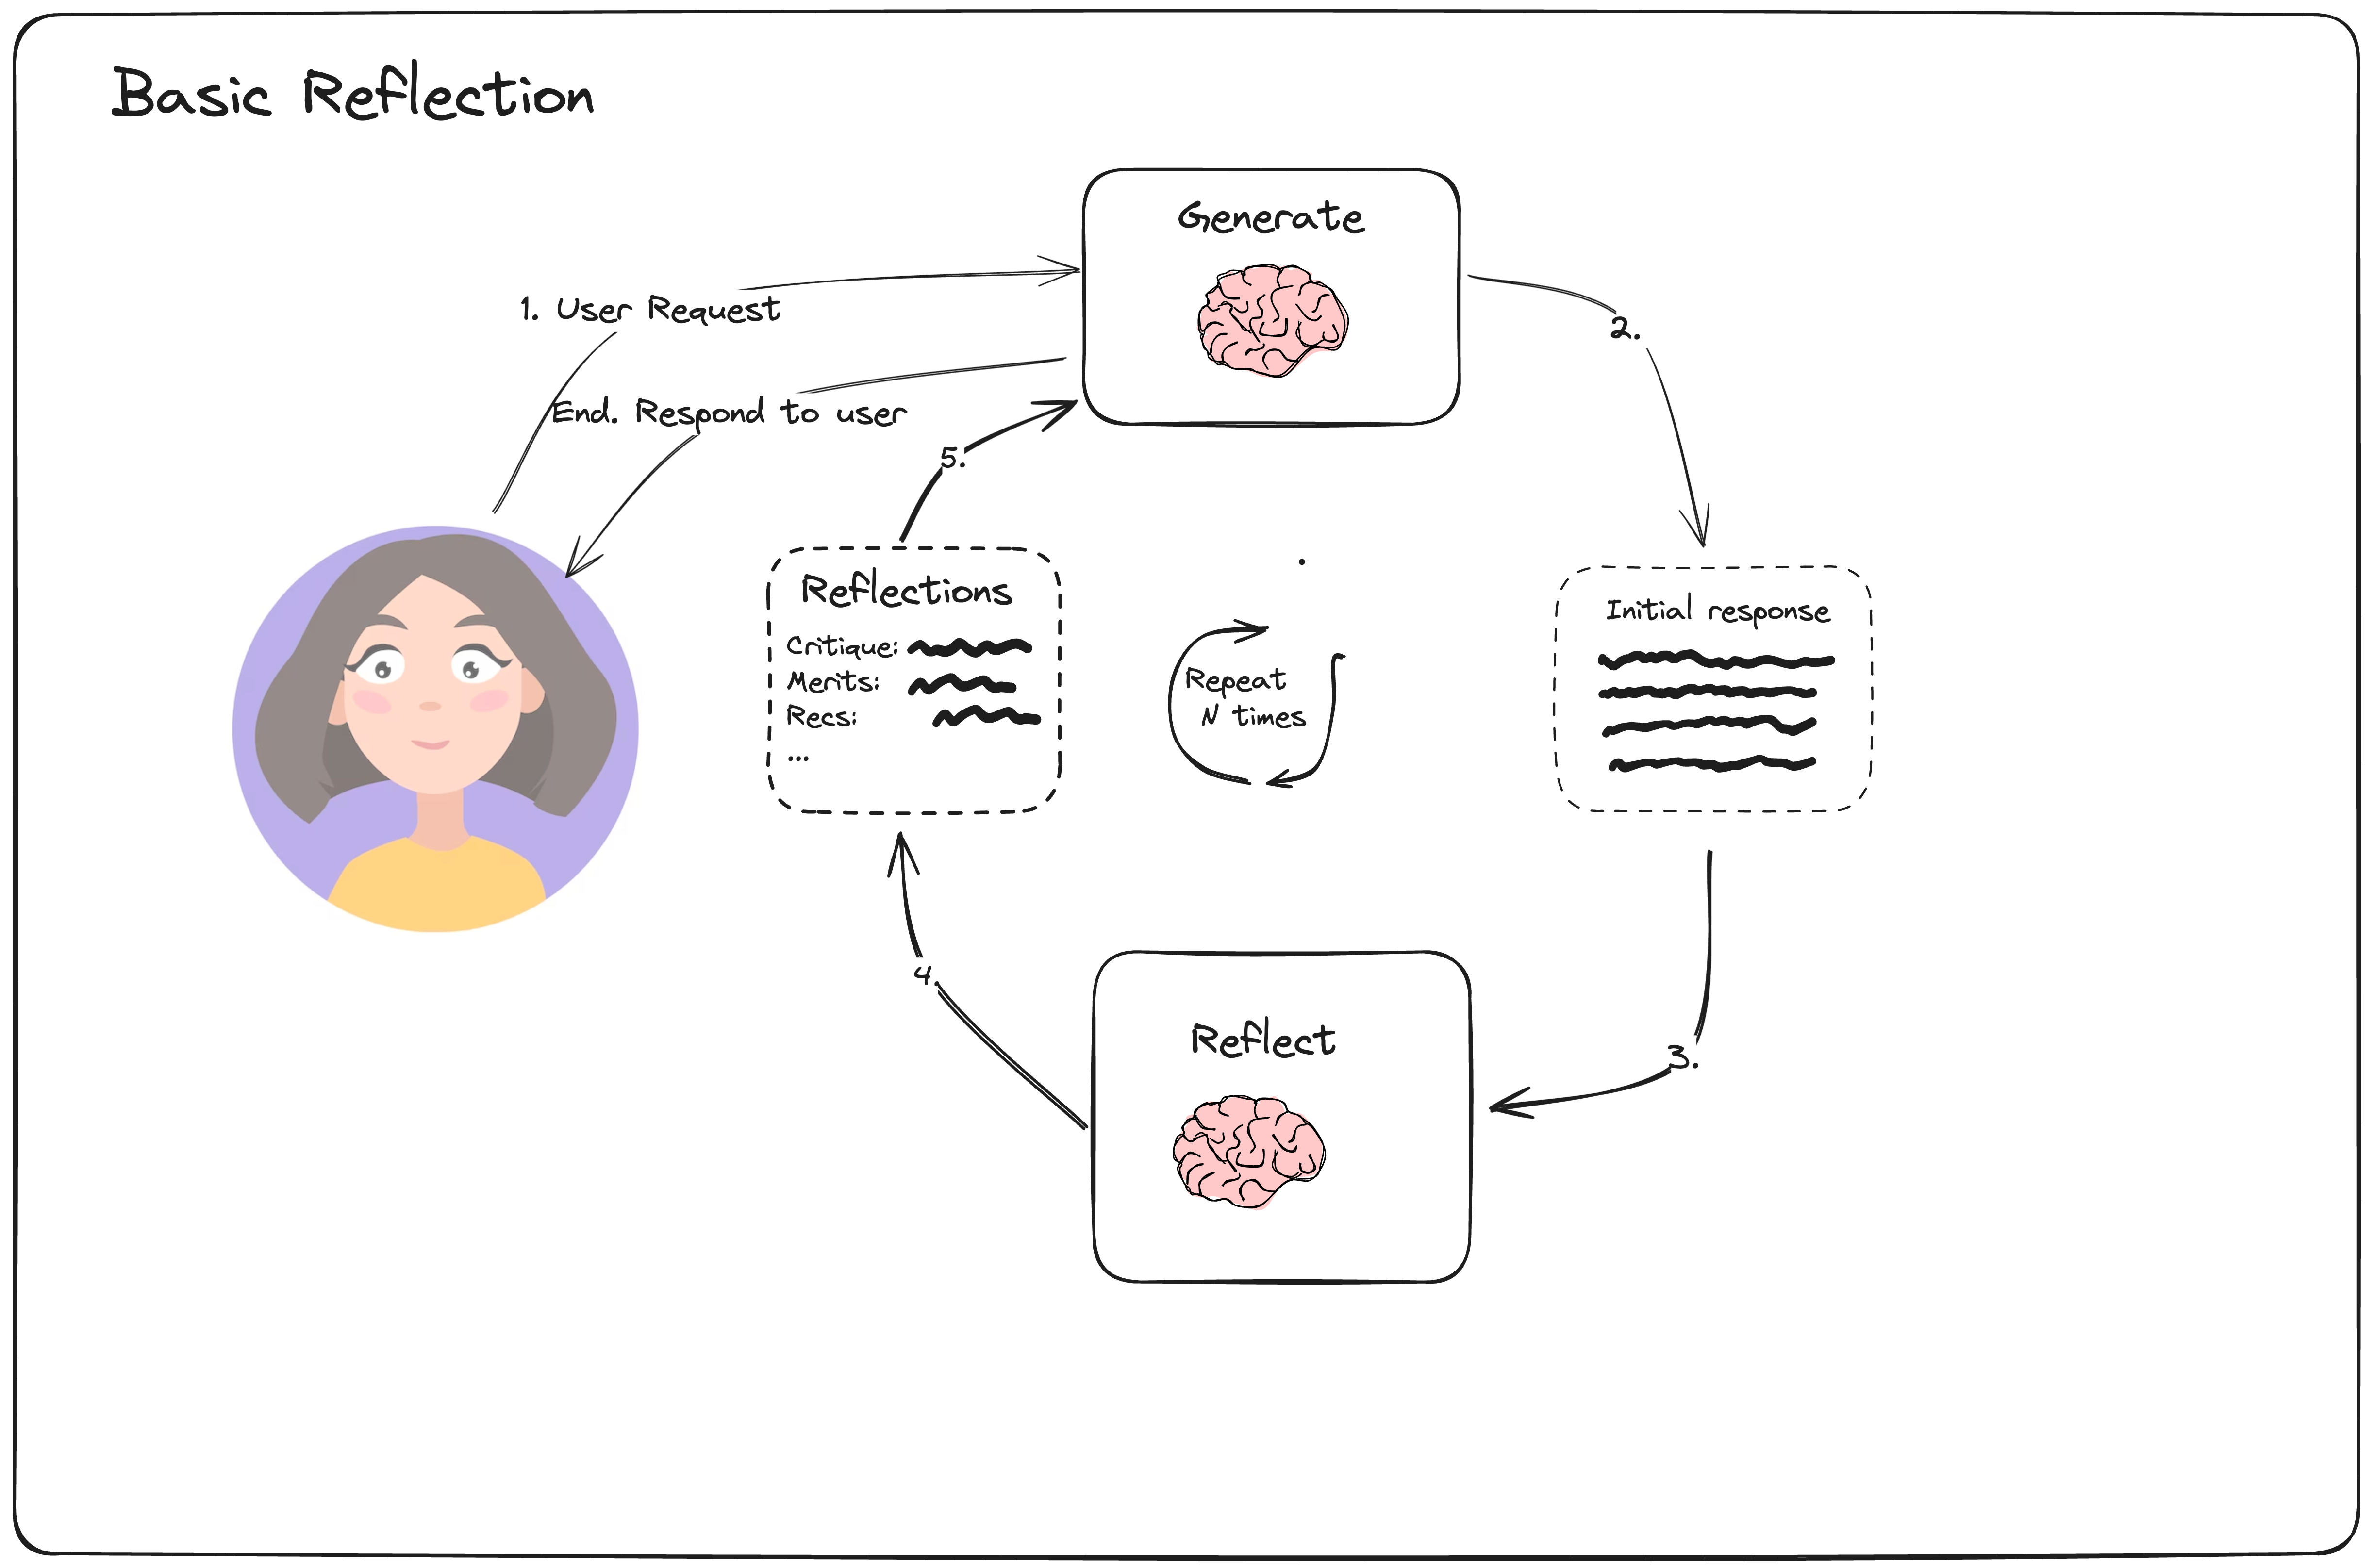 Basic Reflection
Generate
1. User Request
2.
End. Respond to user
5.
Reflections
Critique:
Merits:
Recs:
...
Repeat
N times
Initial response
4.
3.
Reflect